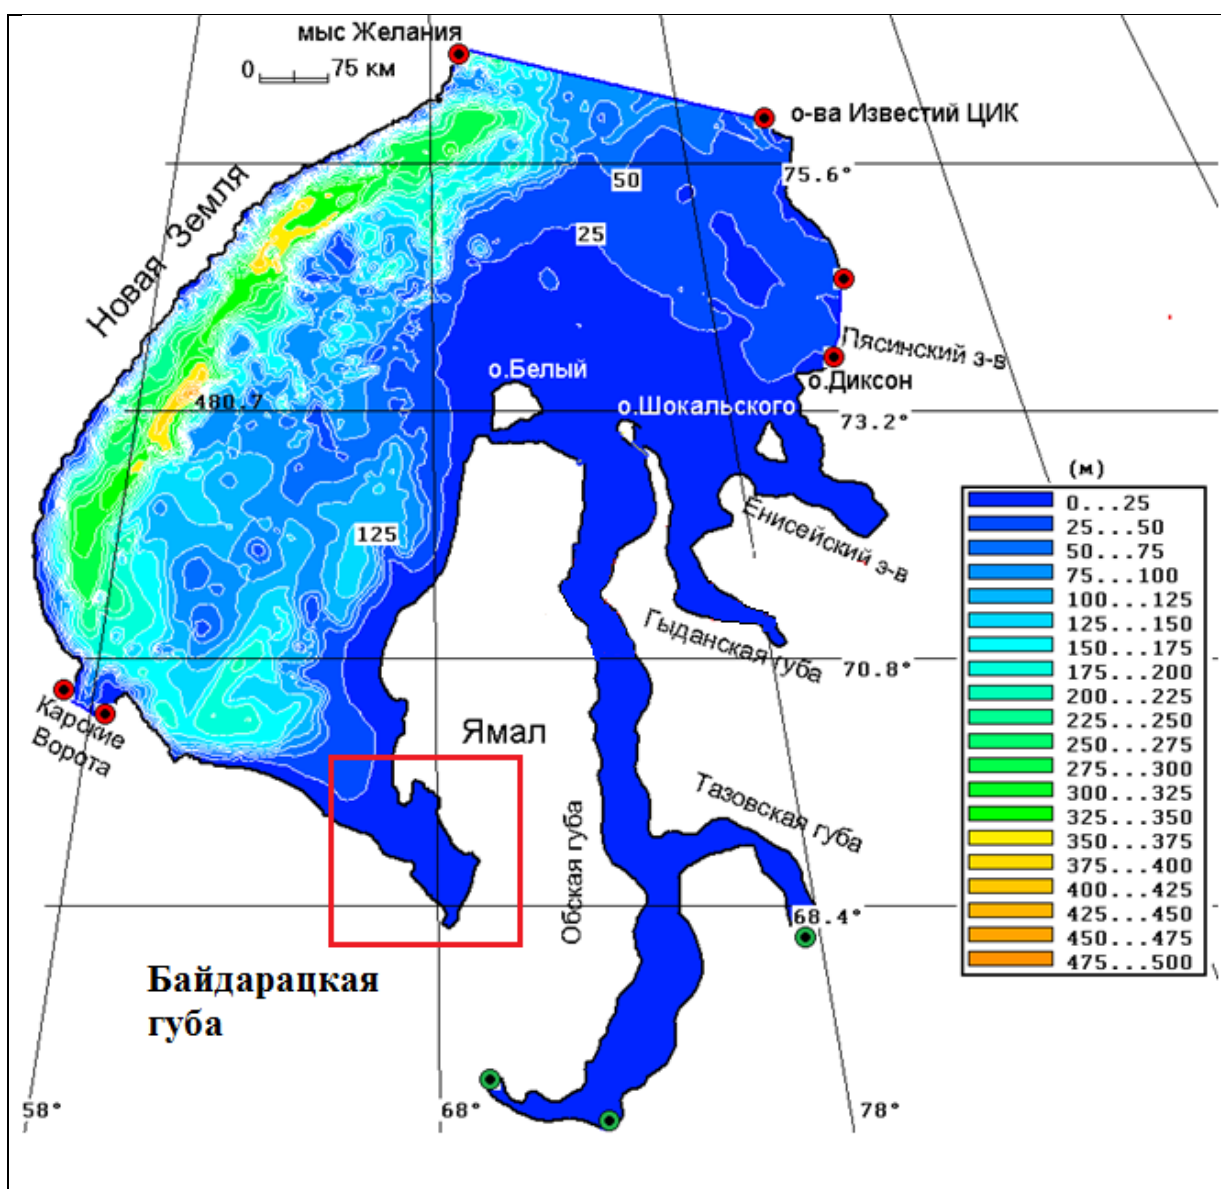 мыс Желания
0 75 км
о-ва Известий ЦИК
75.6°
50
Новая Земля
25
Пясинский з-в
о.Белый
о.Диксон
480.7
о.Шокальского
73.2°
(м)
0...25
25...50
50...75
75...100
100...125
125...150
150...175
175...200
200...225
225...250
250...275
275...300
300...325
325...350
350...375
375...400
400...425
425...450
450...475
475...500
Енисейский з-в
125
Гыданская губа
70.8°
Карские
Ворота
Ямал
Тазовская губа
Обская губа
68.4°
Байдарацкая
губа
58°
68°
78°